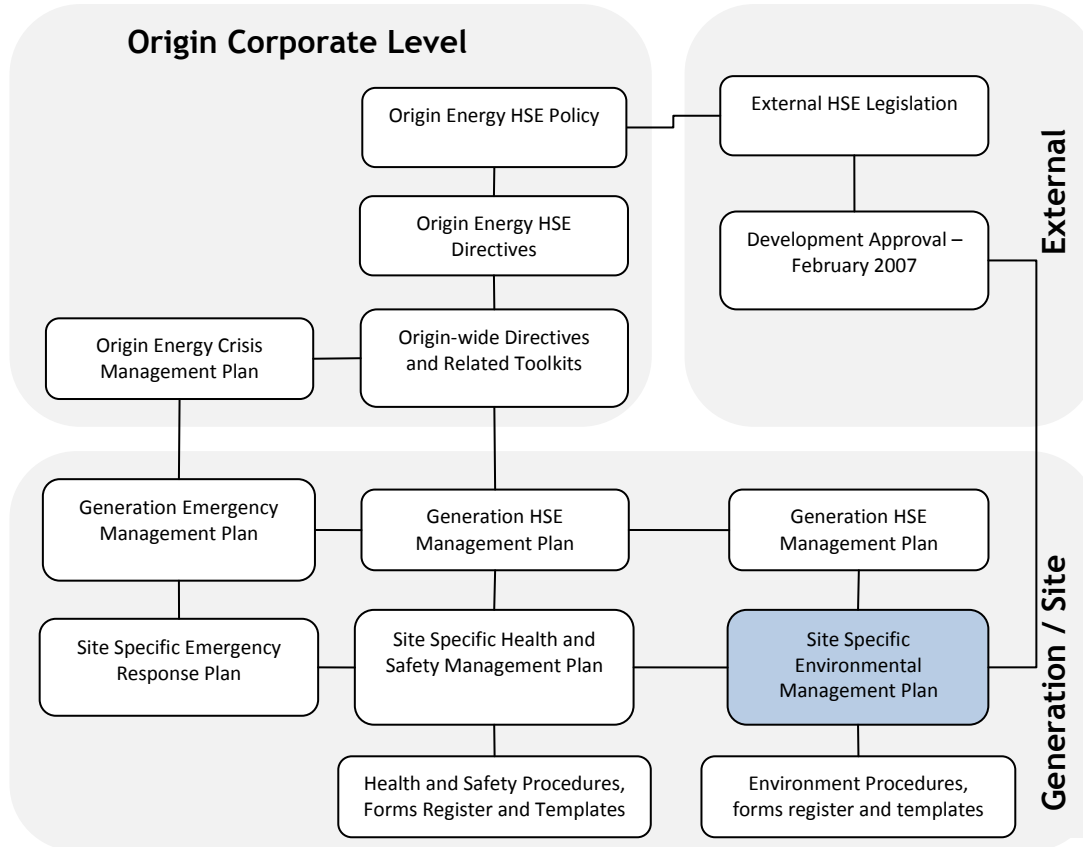 Origin Corporate Level
Origin Energy HSE Policy
External HSE Legislation
External
Origin Energy HSE
Directives
Development Approval –
February 2007
Origin Energy Crisis
Management Plan
Origin-wide Directives
and Related Toolkits
Generation Emergency
Management Plan
Generation HSE
Management Plan
Generation HSE
Management Plan
Generation / Site
Site Specific Emergency
Response Plan
Site Specific Health and
Safety Management Plan
Site Specific
Environmental
Management Plan
Health and Safety Procedures,
Forms Register and Templates
Environment Procedures,
forms register and templates